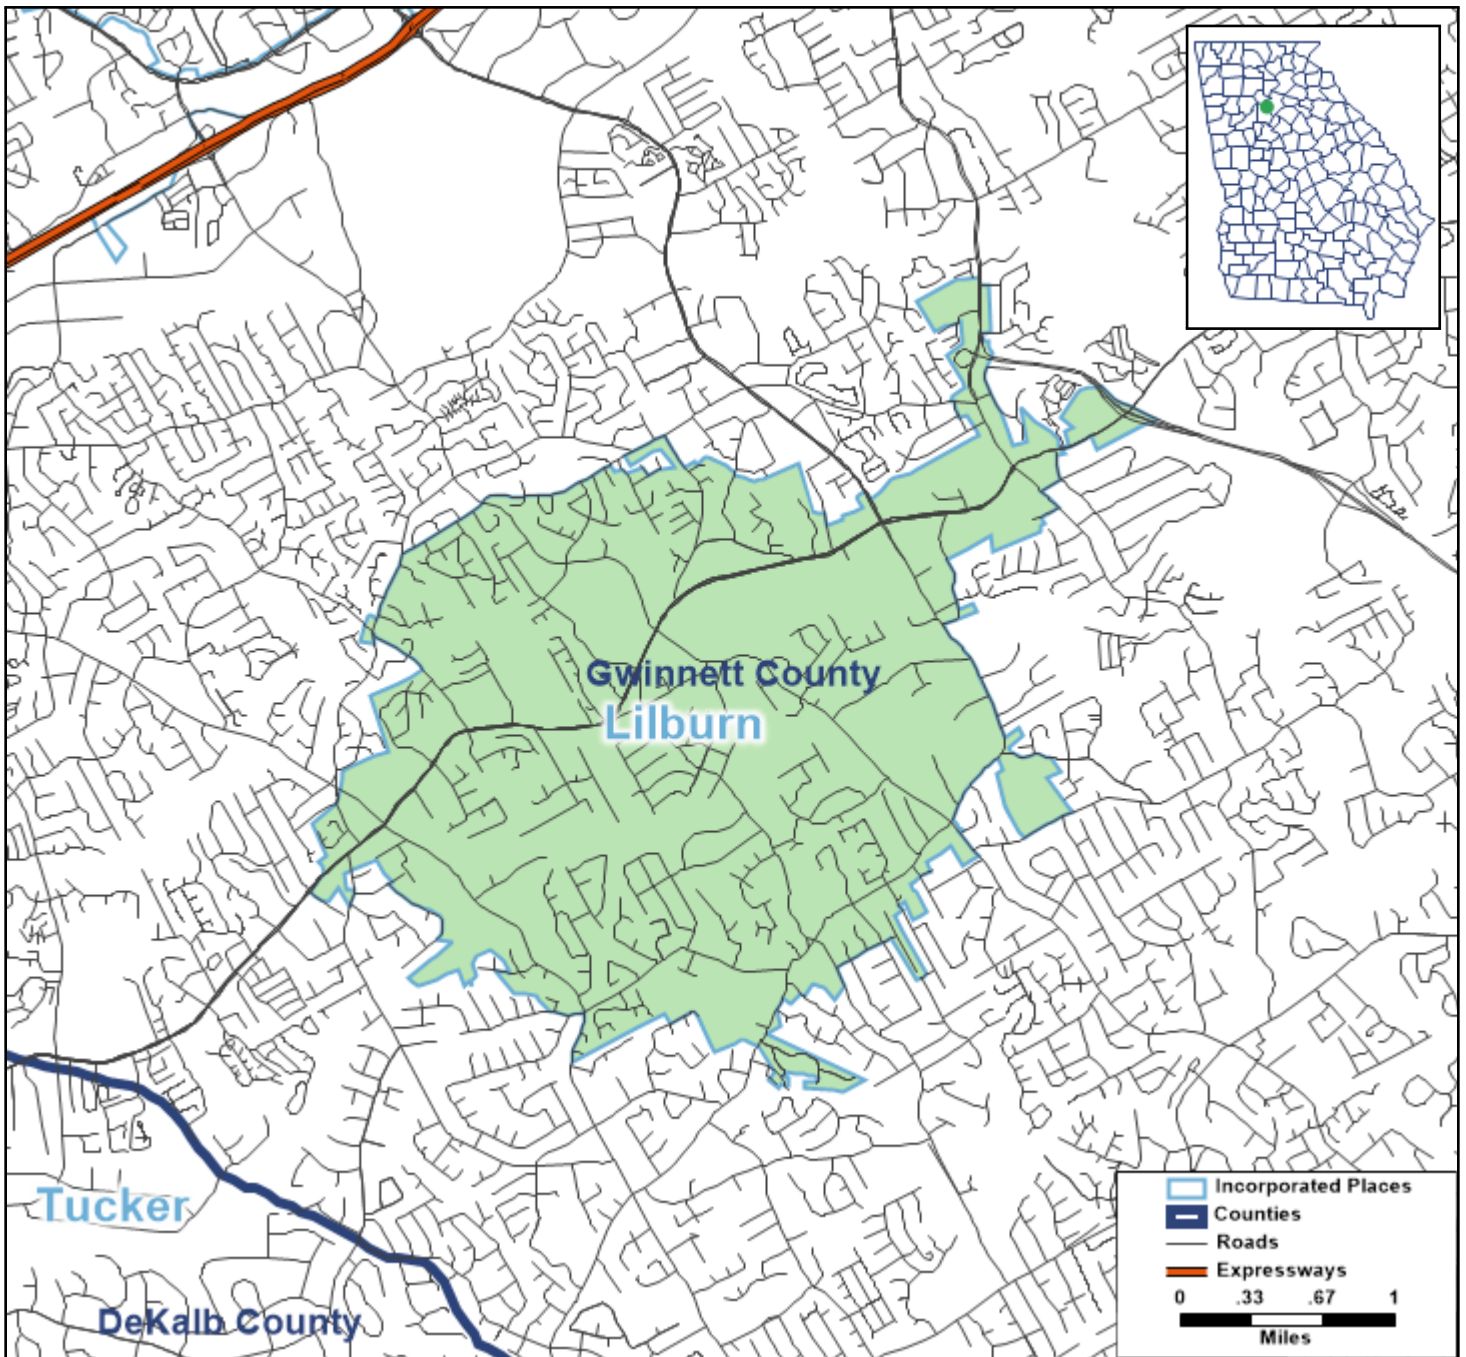 Gwinnett County
Lilburn
Tucker
DeKalb County
Incorporated Places
Counties
Roads
Expressways
0 .33 .67 1
Miles